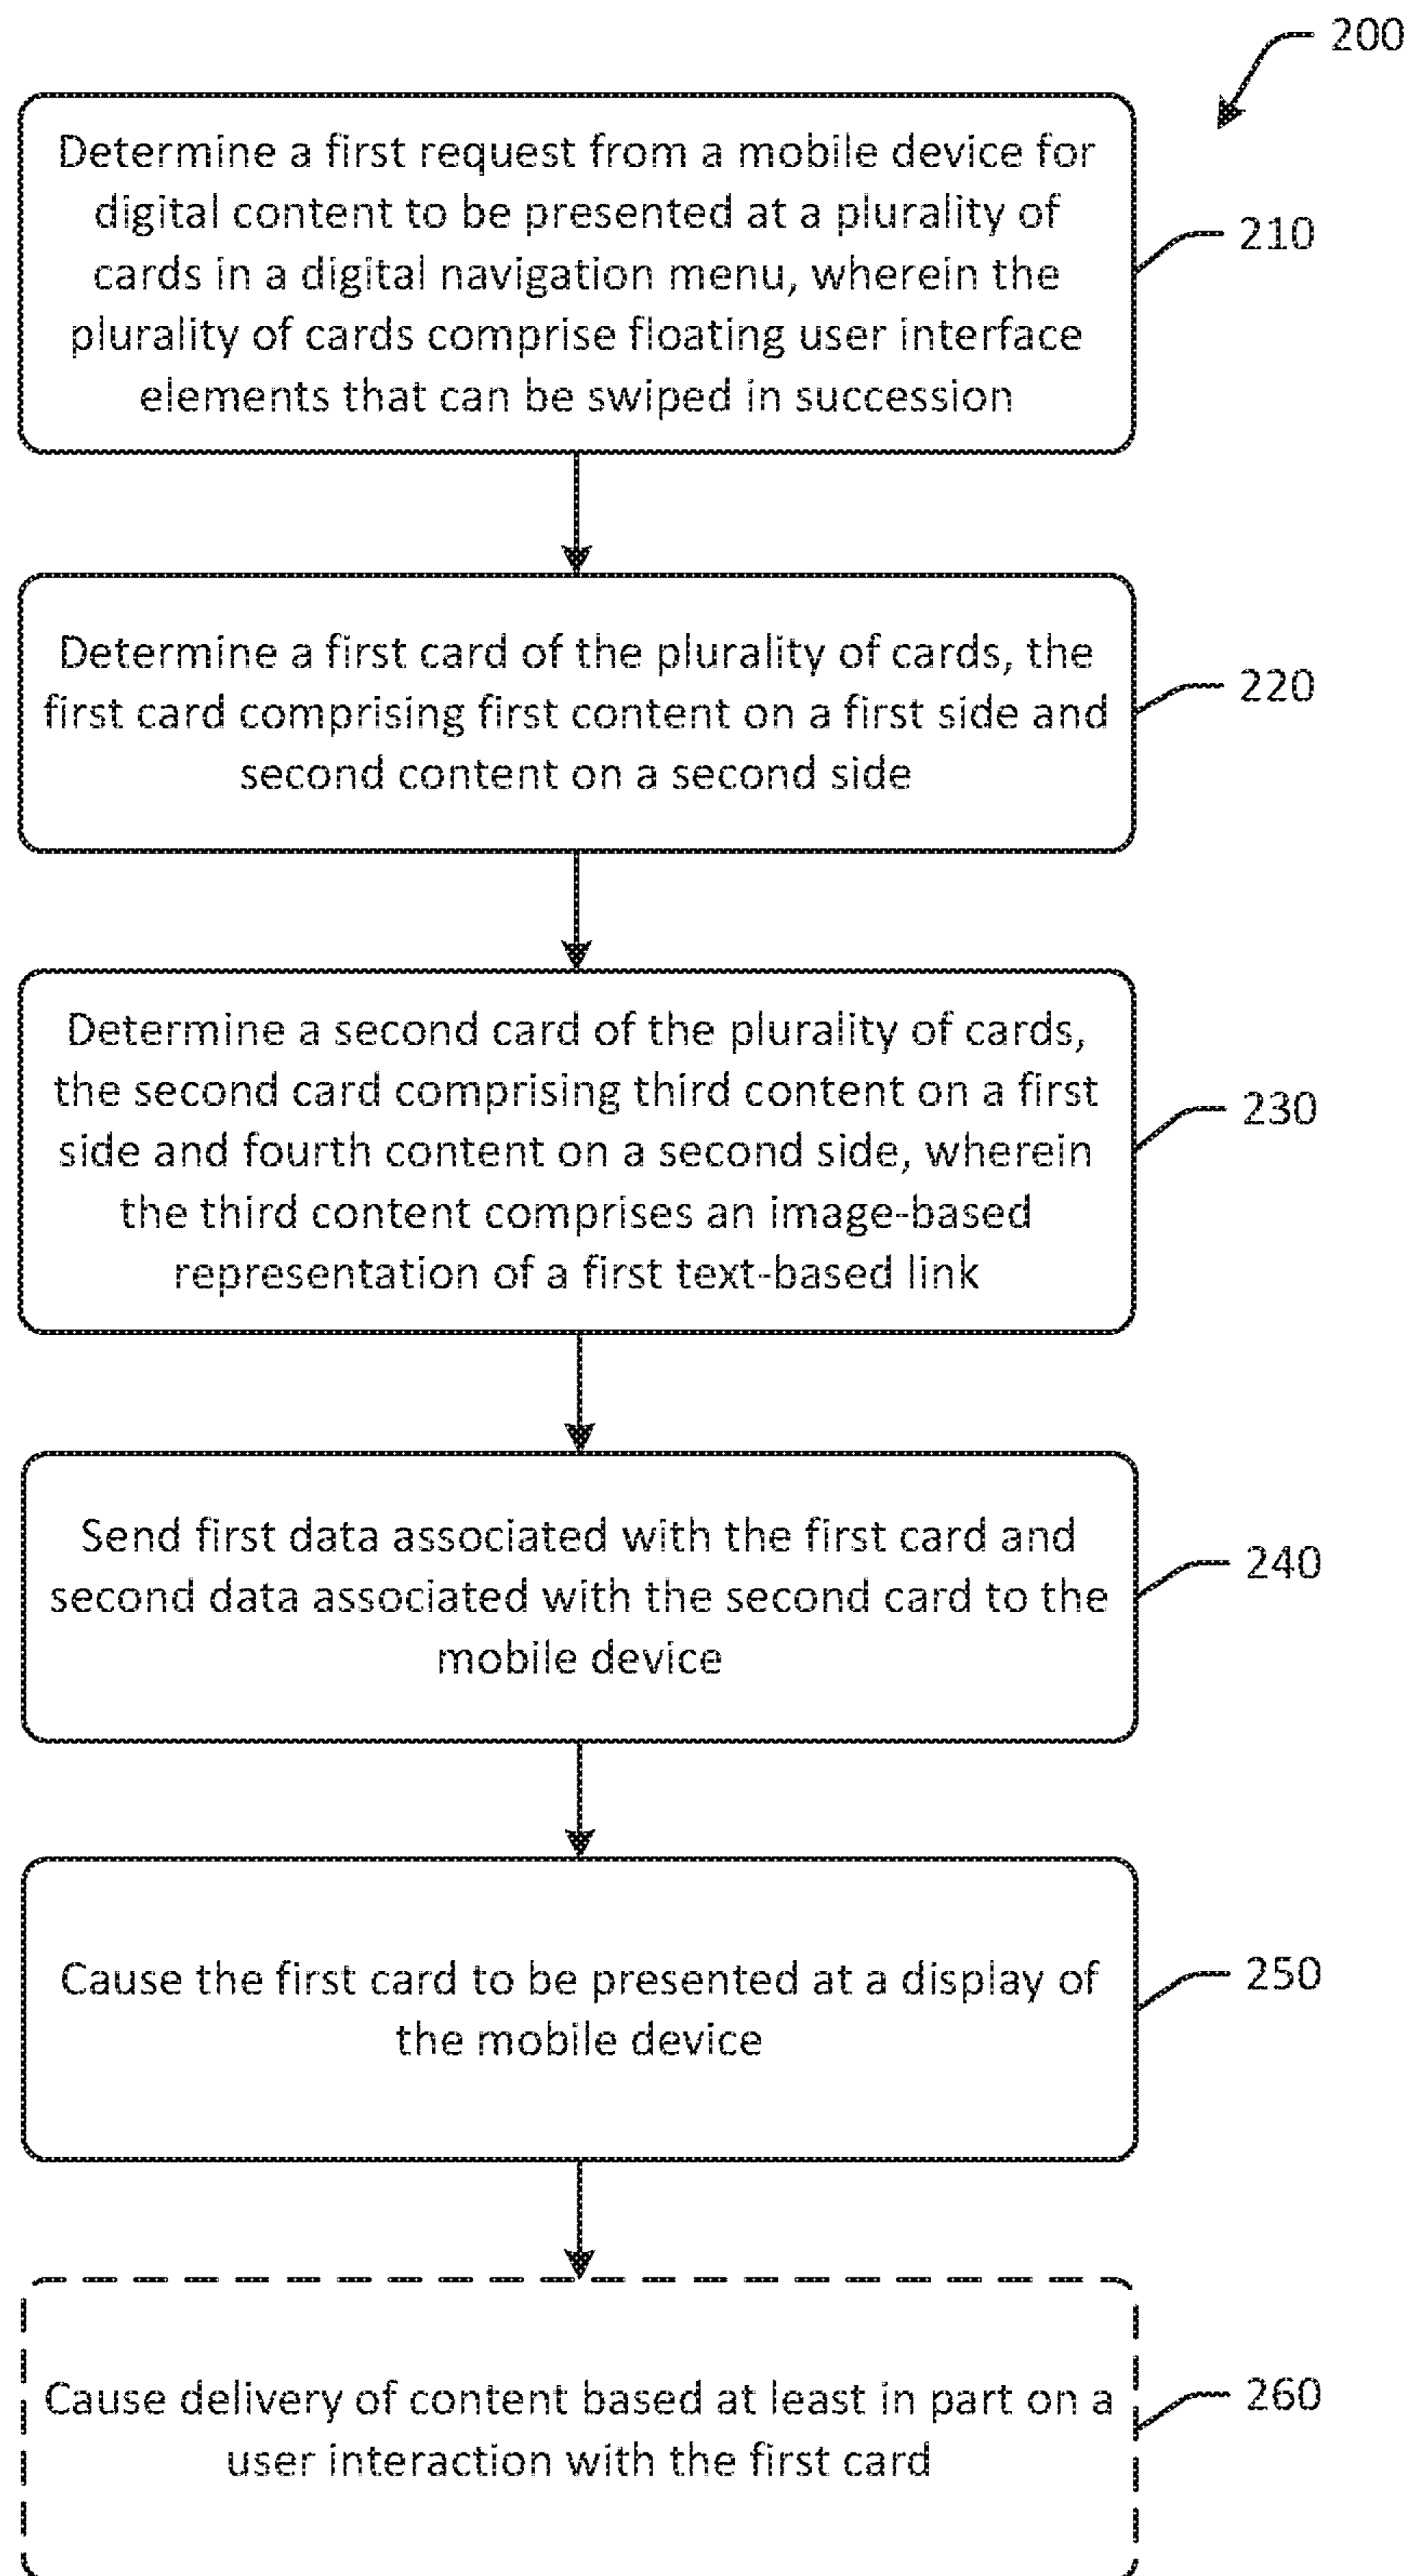 200
Determine a first request from a mobile device for
digital content to be presented at a plurality of
cards in a digital navigation menu, wherein the
plurality of cards comprise floating user interface
elements that can be swiped in succession
210
Determine a first card of the plurality of cards, the
first card comprising first content on a first side and
second content on a second side
220
Determine a second card of the plurality of cards,
the second card comprising third content on a first
side and fourth content on a second side, wherein
the third content comprises an image-based
representation of a first text-based link
230
Send first data associated with the first card and
second data associated with the second card to the
mobile device
240
Cause the first card to be presented at a display of
the mobile device
250
Cause delivery of content based at least in part on a
user interaction with the first card
260